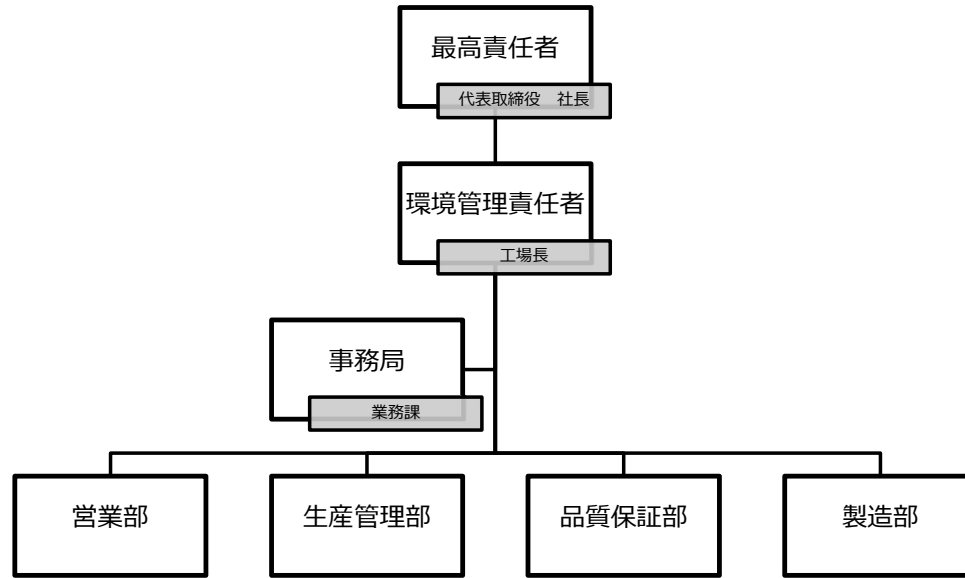 最高責任者
代表取締役　社長
環境管理責任者
工場長
事務局
業務課
営業部
生産管理部
品質保証部
製造部